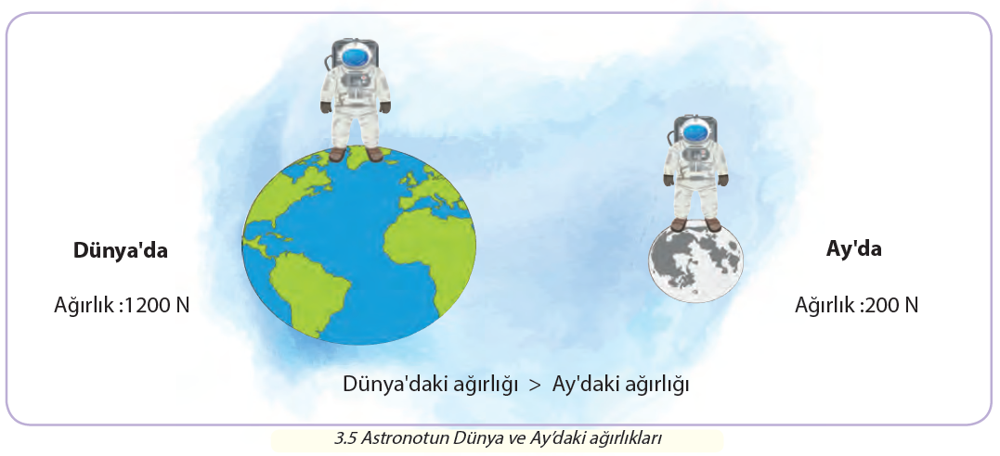 Dünya'da
Ağırlık :1200 N
Ay'da
Ağırlık :200 N
Dünya'daki ağırlığı > Ay'daki ağırlığı
3.5 Astronotun Dünya ve Ay'daki ağırlıkları